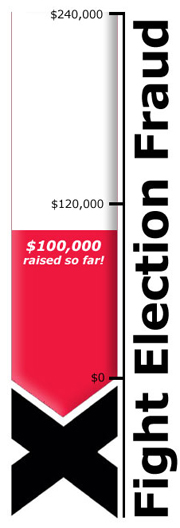 $240,000
$120,000
$100,000
raised so far!
$0
Fight Election Fraud